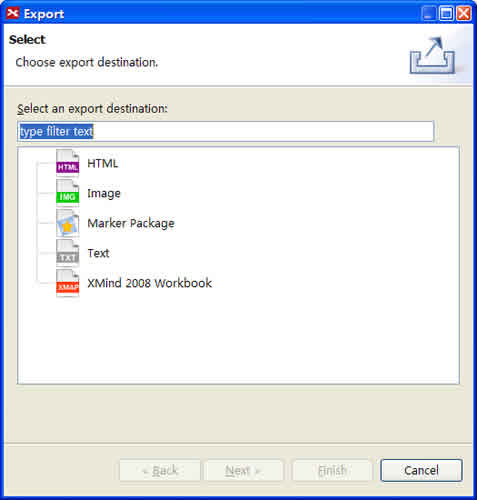 Export
Select
Choose export destination.
Select an export destination:
type filter text
HTML HTML
IMG Image
Marker Package
TXT Text
XMAP XMind 2008 Workbook
< Back Next > Finish Cancel